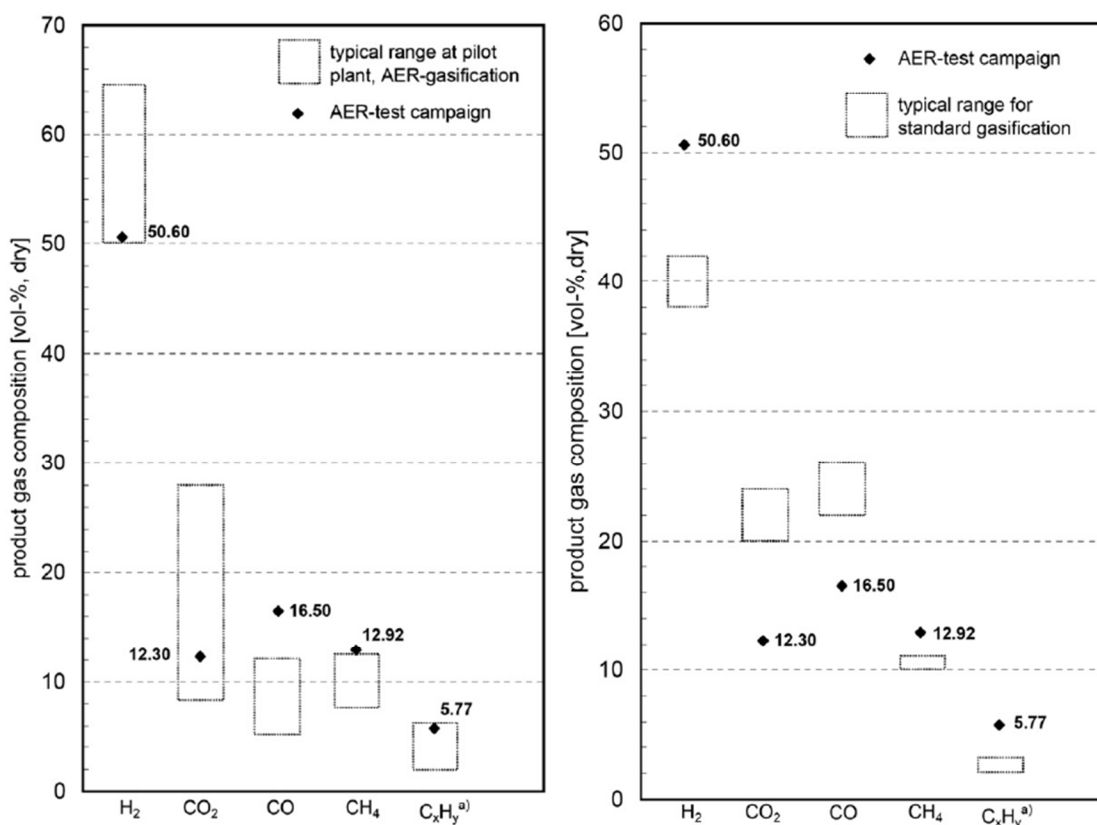 product gas composition [vol-%, dry]
70
60
50
40
30
20
10
0
typical range at pilot
plant, AER-gasification
AER-test campaign
50.60
12.30
16.50
12.92
5.77
H₂
CO₂
CO
CH₄
CₓHᵧᵃ⁾
product gas composition [vol-%,dry]
60
50
40
30
20
10
0
AER-test campaign
typical range for
standard gasification
50.60
12.30
16.50
12.92
5.77
H₂
CO₂
CO
CH₄
CₓHᵧᵃ⁾